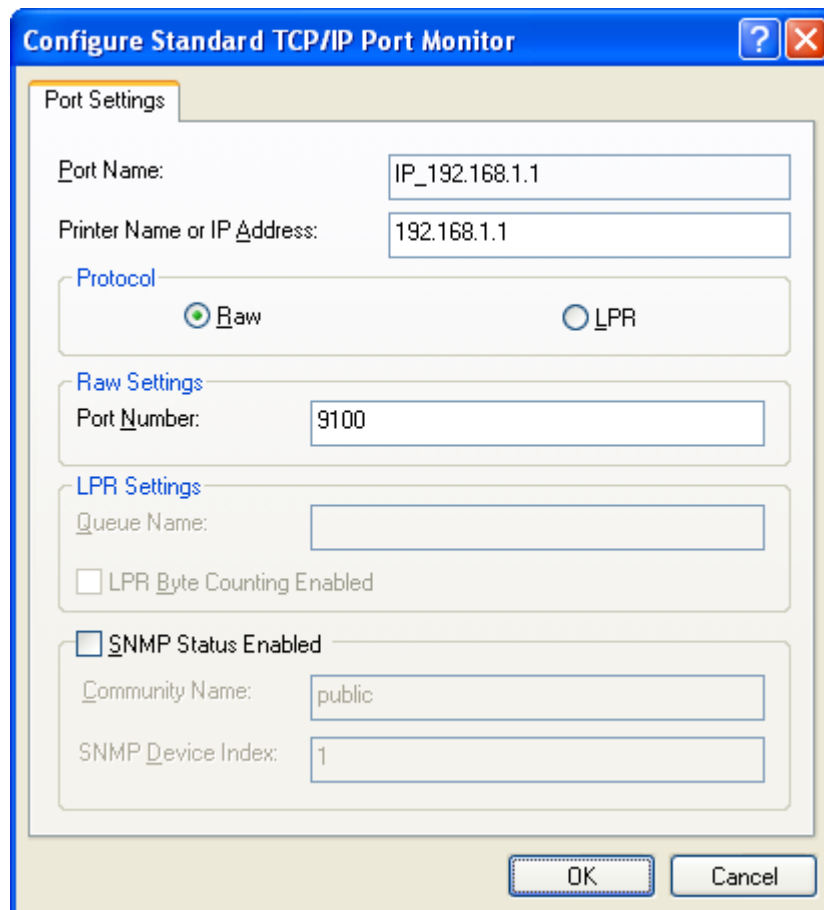 Configure Standard TCP/IP Port Monitor
Port Settings
Port Name: IP_192.168.1.1
Printer Name or IP Address: 192.168.1.1
Protocol
Raw LPR
Raw Settings
Port Number: 9100
LPR Settings
Queue Name:
LPR Byte Counting Enabled
SNMP Status Enabled
Community Name: public
SNMP Device Index: 1
OK Cancel